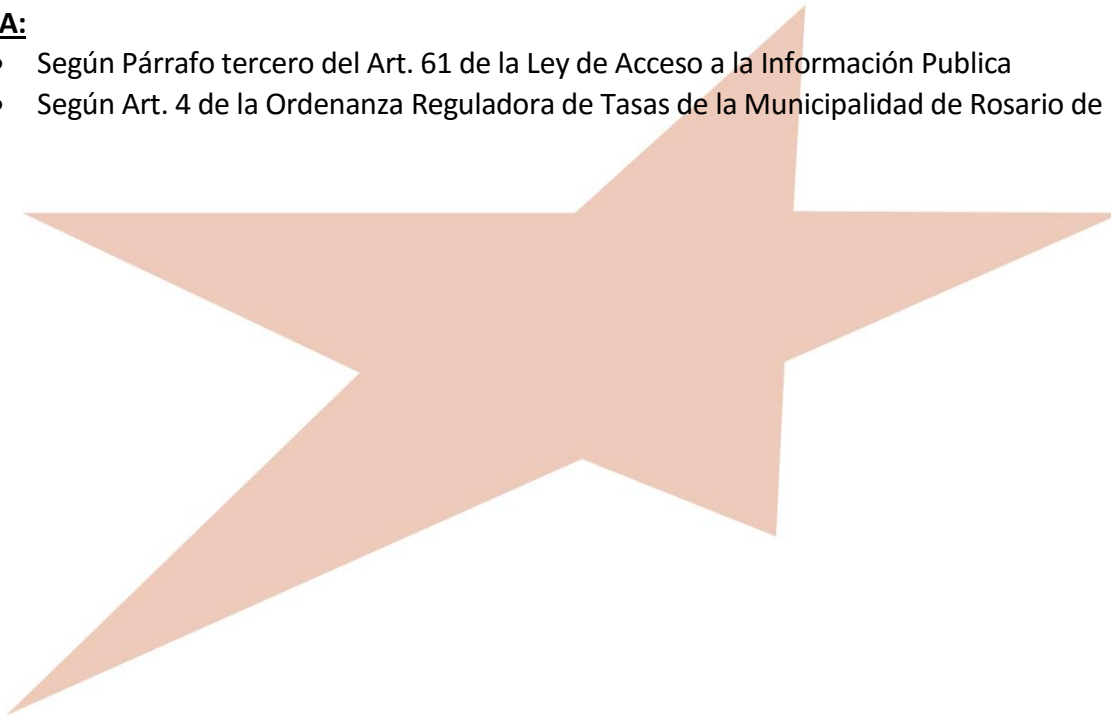 A:
• Según Párrafo tercero del Art. 61 de la Ley de Acceso a la Información Publica
• Según Art. 4 de la Ordenanza Reguladora de Tasas de la Municipalidad de Rosario de